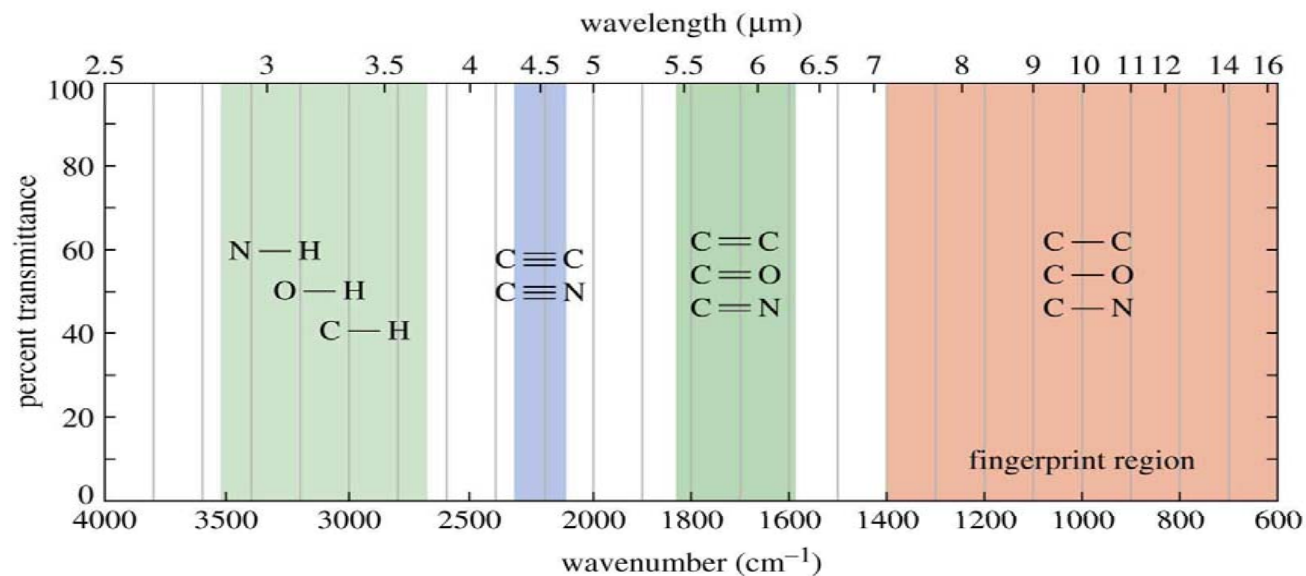 wavelength (μm)
2.5 3 3.5 4 4.5 5 5.5 6 6.5 7 8 9 10 11 12 14 16
percent transmittance
100
80
60
40
20
0
N — H
O — H
C — H
C≡C
C≡N
C=C
C=O
C=N
C — C
C — O
C — N
fingerprint region
4000 3500 3000 2500 2000 1800 1600 1400 1200 1000 800 600
wavenumber (cm⁻¹)